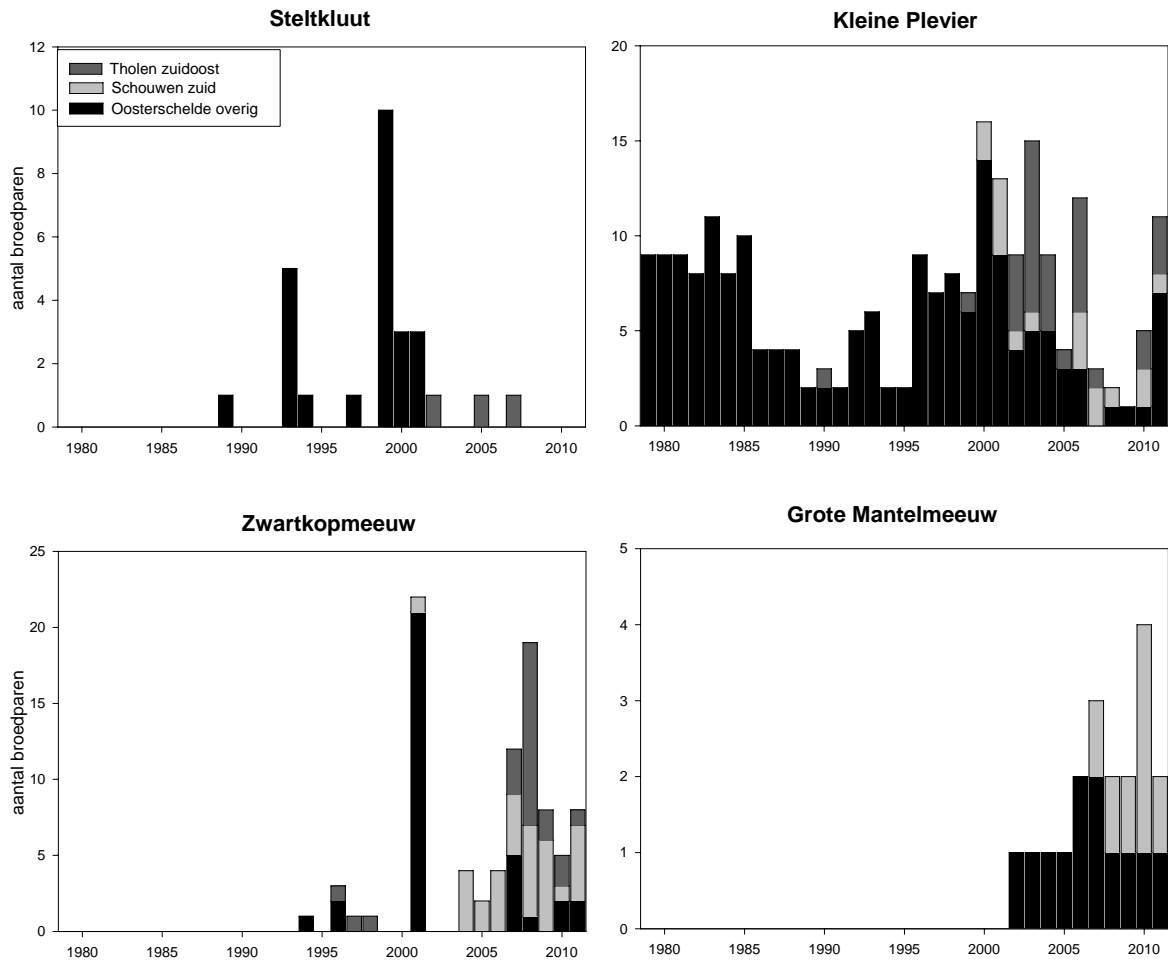 Steltkluut
Kleine Plevier
12
10
8
6
4
2
0
aantal broedparen
Tholen zuidoost
Schouwen zuid
Oosterschelde overig
1980 1985 1990 1995 2000 2005 2010
20
15
10
5
0
1980 1985 1990 1995 2000 2005 2010
Zwartkopmeeuw
Grote Mantelmeeuw
25
20
15
10
5
0
aantal broedparen
1980 1985 1990 1995 2000 2005 2010
5
4
3
2
1
0
1980 1985 1990 1995 2000 2005 2010